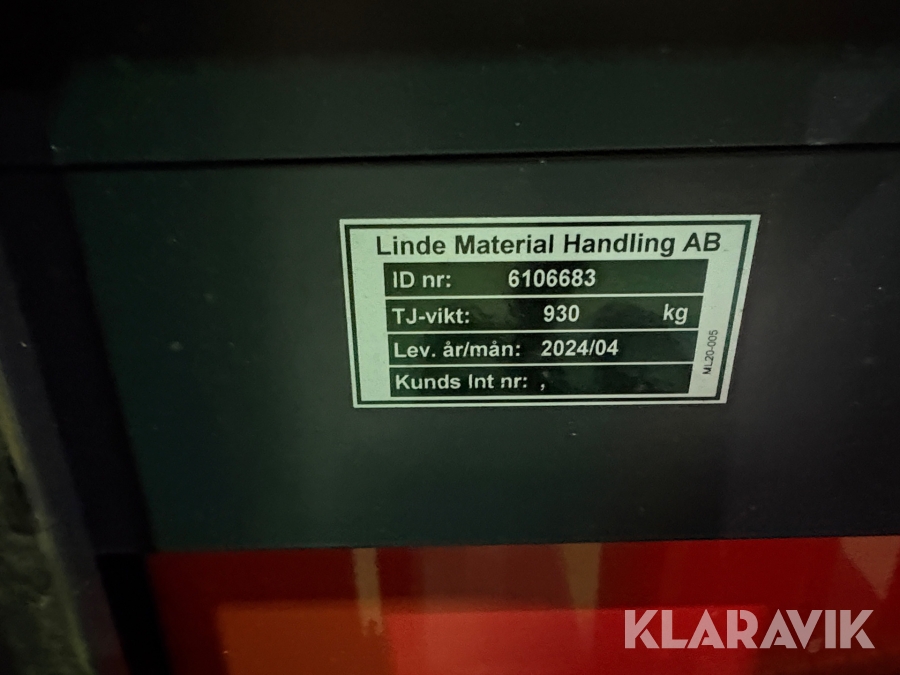 Linde Material Handling AB
ID nr: 6106683
TJ-vikt: 930 kg
Lev. år/mån: 2024/04
Kunds Int nr: ,
ML20-005
KLARAVIK